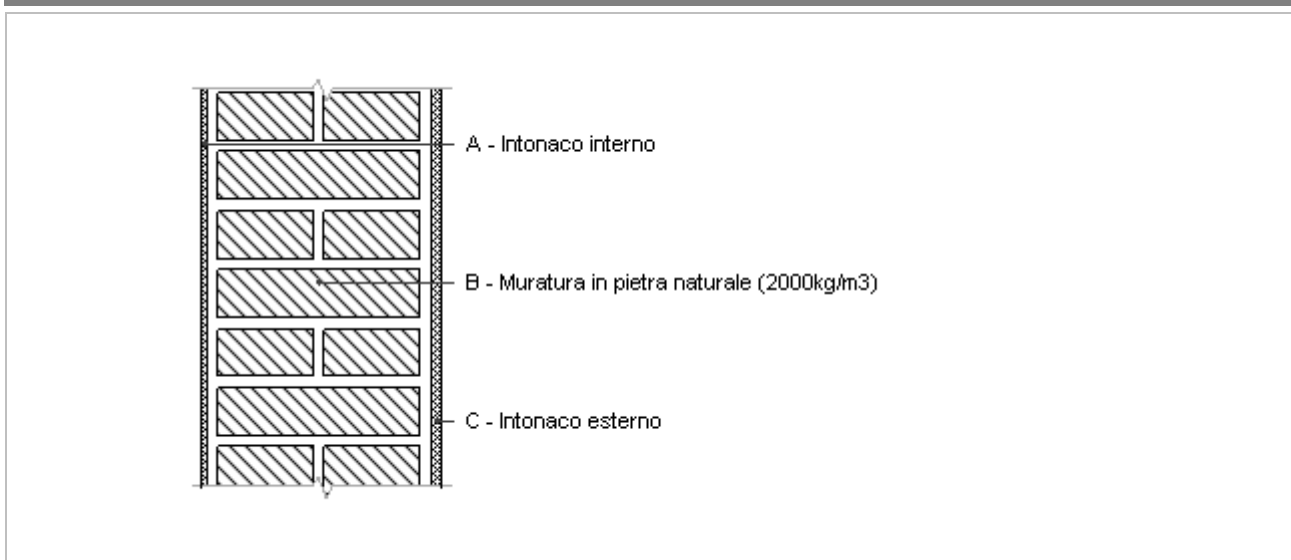 A - Intonaco interno
B - Muratura in pietra naturale (2000kg/m3)
C - Intonaco esterno